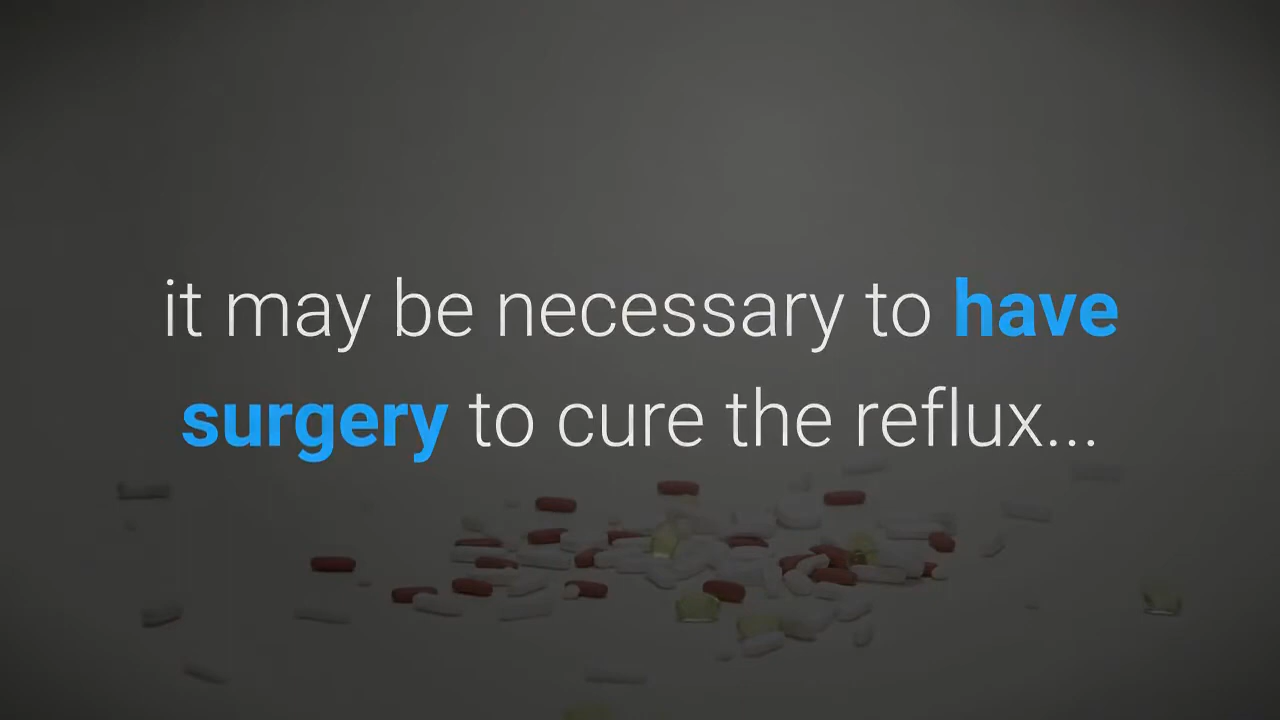 it may be necessary to have
surgery to cure the reflux...